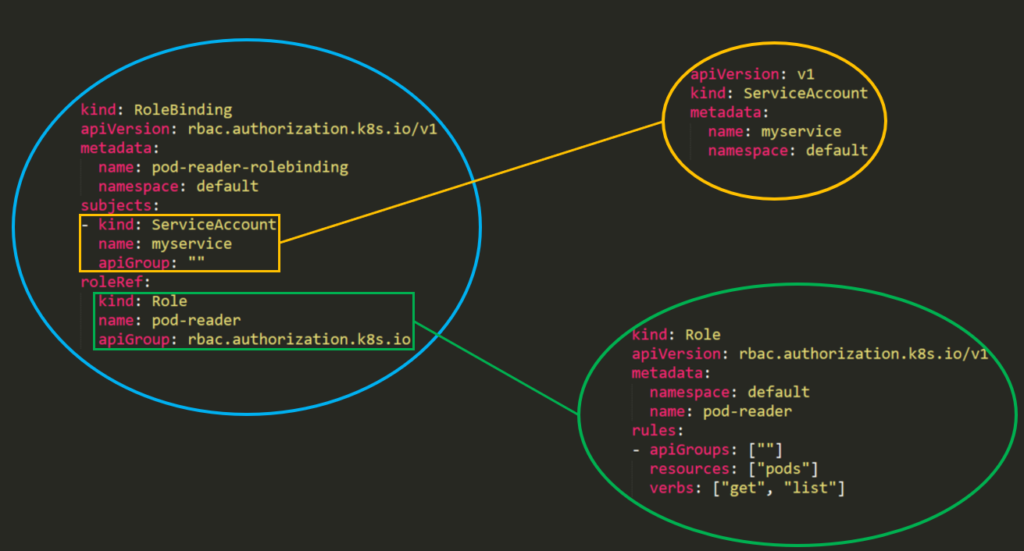 kind: RoleBinding
apiVersion: rbac.authorization.k8s.io/v1
metadata:
  name: pod-reader-rolebinding
  namespace: default
subjects:
- kind: ServiceAccount
  name: myservice
  apiGroup: ""
roleRef:
  kind: Role
  name: pod-reader
  apiGroup: rbac.authorization.k8s.io
apiVersion: v1
kind: ServiceAccount
metadata:
  name: myservice
  namespace: default
kind: Role
apiVersion: rbac.authorization.k8s.io/v1
metadata:
  namespace: default
  name: pod-reader
rules:
- apiGroups: [""]
  resources: ["pods"]
  verbs: ["get", "list"]